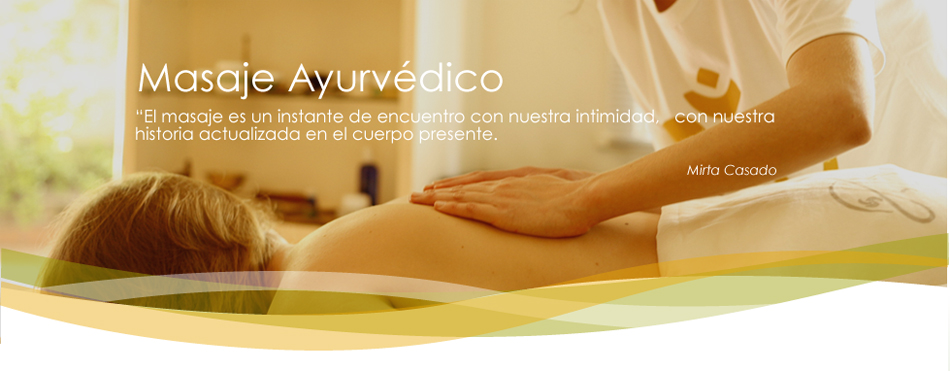 Masaje Ayurvédico
“El masaje es un instante de encuentro con nuestra intimidad, con nuestra
historia actualizada en el cuerpo presente.
Mirta Casado